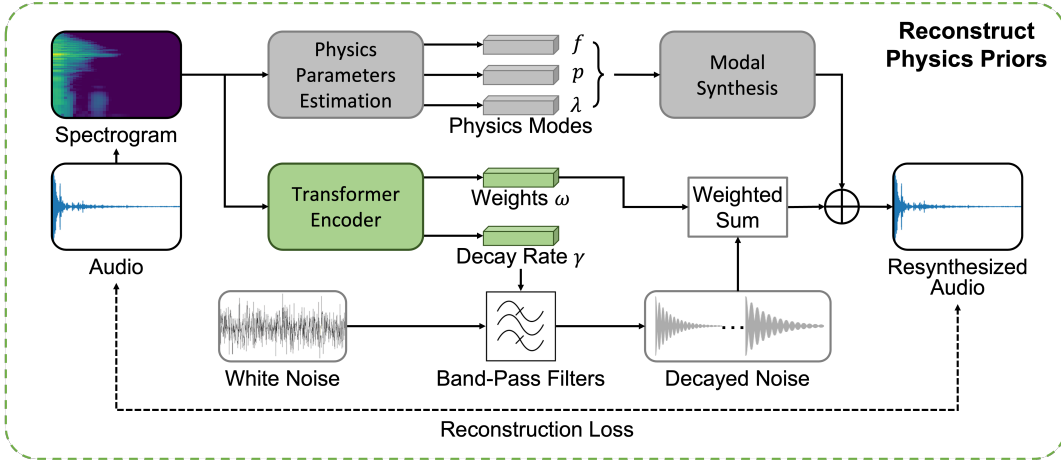 Reconstruct
Physics Priors
Physics
Parameters
Estimation
f
p
λ
Physics Modes
Modal
Synthesis
Spectrogram
Transformer
Encoder
Weights ω
Decay Rate γ
Weighted
Sum
Audio
Resynthesized
Audio
White Noise
Band-Pass Filters
...
Decayed Noise
Reconstruction Loss